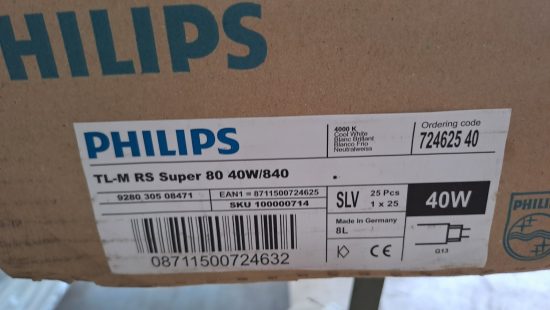 PHILIPS
PHILIPS
4000 K
Cool White
Blanc Brillant
Blanco Frio
Neutralweiss
Ordering code
724625 40
TL-M RS Super 80 40W/840
9280 305 08471
EAN1 = 8711500724625
SKU 100000714
SLV
25 Pcs
1 x 25
40W
Made in Germany
8L
CE
G13
08711500724632
PHILI